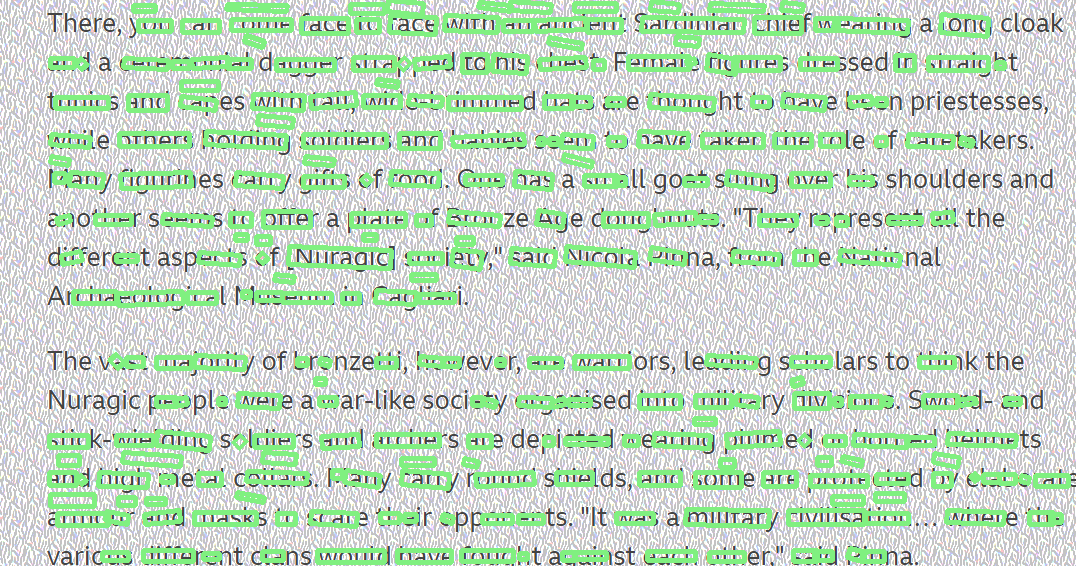 There, you can come face to face with an ancient Sardinian chief wearing a long cloak
and a ceremonial dagger strapped to his chest. Female figures dressed in straight
tunics and capes with tall, wide-brimmed hats are thought to have been priestesses,
while others holding soldiers and babies seem to have taken the role of caretakers.
Many figurines carry gifts of food. One has a small goat slung over his shoulders and
another seems to offer a plate of Bronze Age doughnuts. "They represent all the
different aspects of [Nuragic] society," said Nicola Pinna, from the National
Archaeological Museum in Cagliari.
The vast majority of bronzetti, however, are warriors, leading scholars to think the
Nuragic people were a war-like society organised into military divisions. Sword- and
stick-wielding soldiers and archers are depicted wearing plumed or horned helmets
and high metal collars. Many carry round shields, and some are protected by elaborate
armour and masks to scare their opponents. "It was a military civilisation... where the
various different clans would have fought against each other," said Pinna.